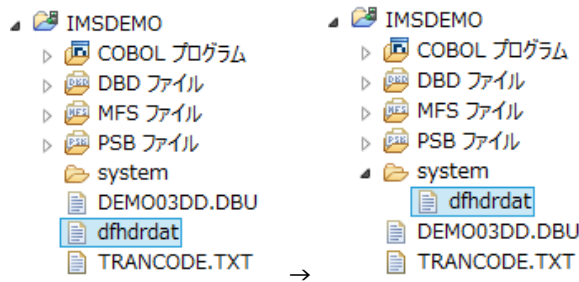 IMSDEMO
COBOL プログラム
DBD ファイル
MFS ファイル
PSB ファイル
system
DEMO03DD.DBU
dfhdrdat
TRANCODE.TXT
→
IMSDEMO
COBOL プログラム
DBD ファイル
MFS ファイル
PSB ファイル
system
dfhdrdat
DEMO03DD.DBU
TRANCODE.TXT